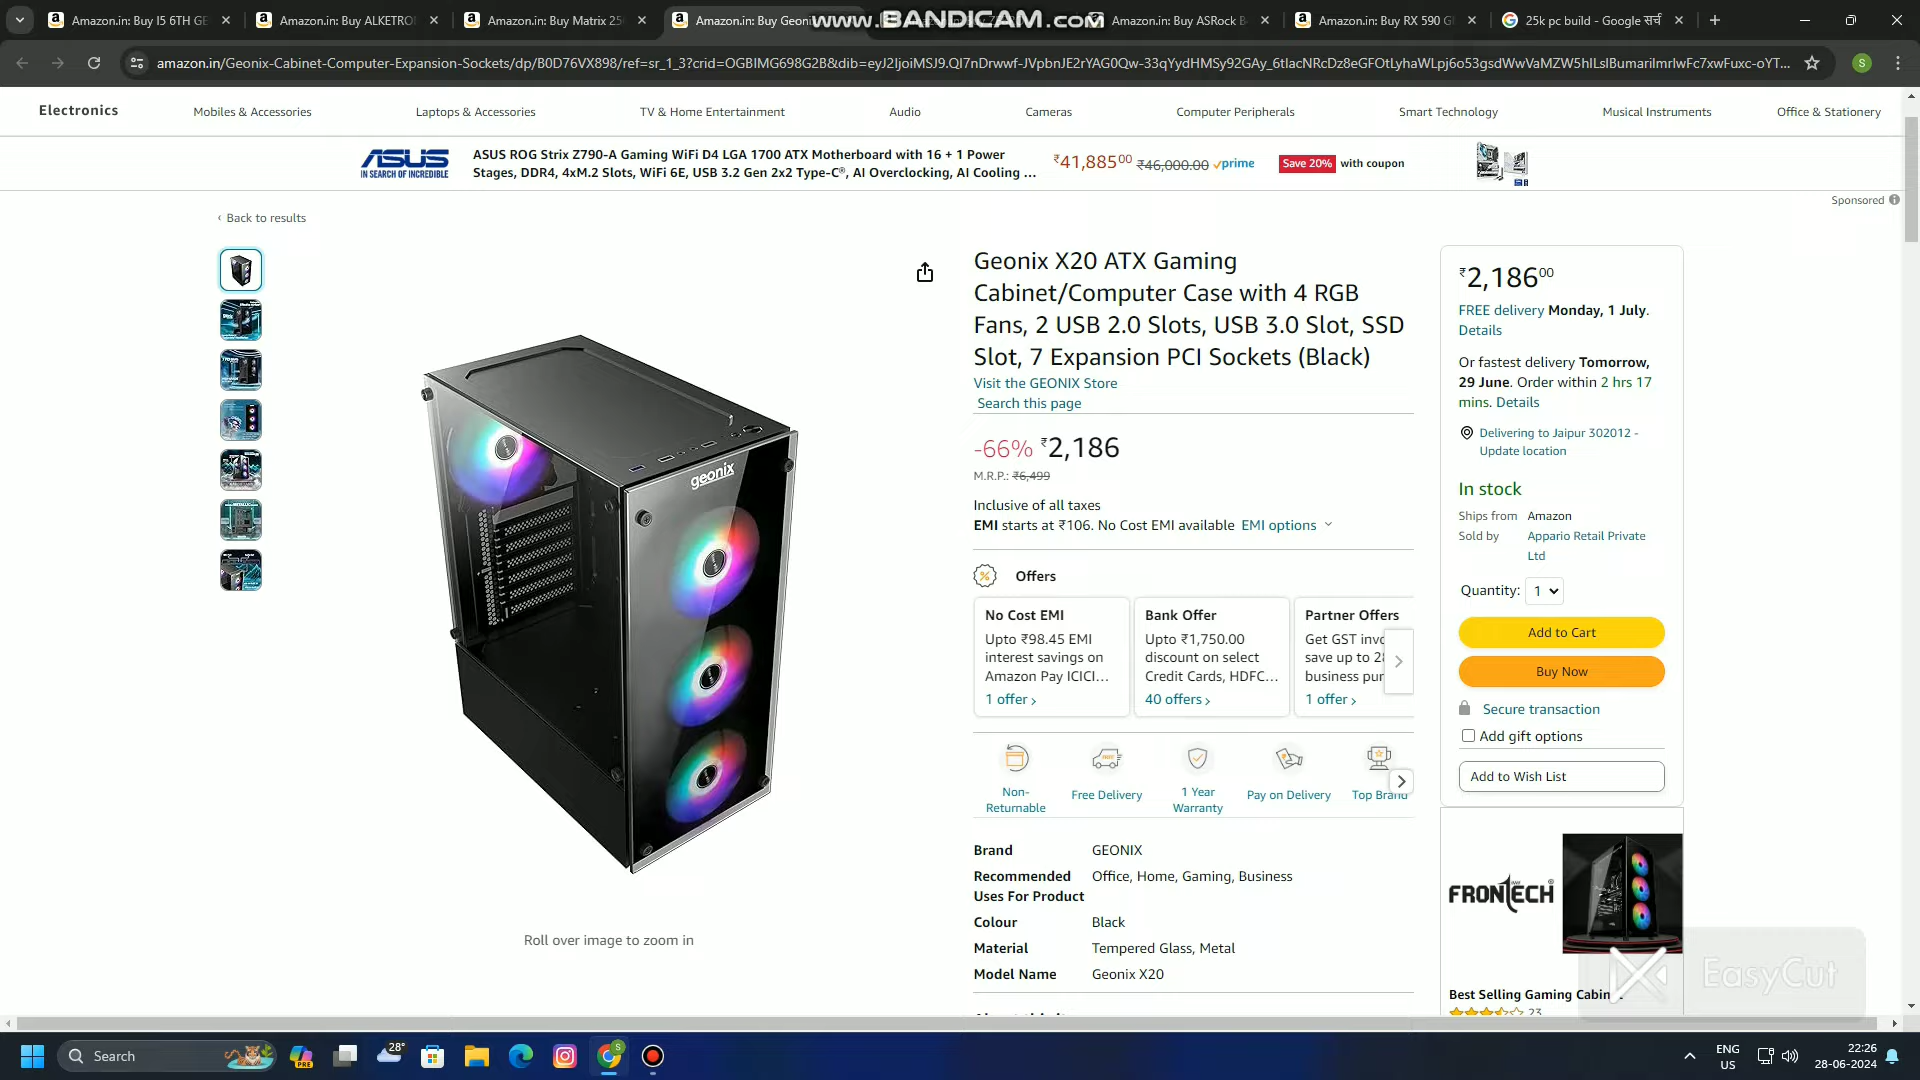 Amazon.in: Buy I5 6TH GE
Amazon.in: Buy ALKETRO
Amazon.in: Buy Matrix 25
Amazon.in: Buy Geoni
www.BANDICAM.com
Amazon.in: Buy ASRock B
Amazon.in: Buy RX 590 G
25k pc build - Google सर्च
amazon.in/Geonix-Cabinet-Computer-Expansion-Sockets/dp/B0D76VX898/ref=sr_1_3?crid=OGBIMG698G2B&dib=eyJ2IjoiMSJ9.QI7nDrwwf-JVpbnJE2rYAG0Qw-33qYydHMSy92GAy_6tIacNRcDz8eGFOtLyhaWLpj6o53gsdWwVaMZW5hILslBumariImrIwFc7xwFuxc-oYT...
S
Electronics
Mobiles & Accessories
Laptops & Accessories
TV & Home Entertainment
Audio
Cameras
Computer Peripherals
Smart Technology
Musical Instruments
Office & Stationery
ASUS
IN SEARCH OF INCREDIBLE
ASUS ROG Strix Z790-A Gaming WiFi D4 LGA 1700 ATX Motherboard with 16 + 1 Power
Stages, DDR4, 4xM.2 Slots, WiFi 6E, USB 3.2 Gen 2x2 Type-C®, AI Overclocking, AI Cooling ...
₹41,88500 ₹46,000.00 prime
Save 20% with coupon
Sponsored
‹ Back to results
geonix
Roll over image to zoom in
Geonix X20 ATX Gaming
Cabinet/Computer Case with 4 RGB
Fans, 2 USB 2.0 Slots, USB 3.0 Slot, SSD
Slot, 7 Expansion PCI Sockets (Black)
Visit the GEONIX Store
Search this page
-66% ₹2,186
M.R.P.: ₹6,499
Inclusive of all taxes
EMI starts at ₹106. No Cost EMI available EMI options
Offers
No Cost EMI
Upto ₹98.45 EMI
interest savings on
Amazon Pay ICICI...
1 offer ›
Bank Offer
Upto ₹1,750.00
discount on select
Credit Cards, HDFC...
40 offers ›
Partner Offers
Get GST invo
save up to 28
business pur
1 offer ›
Non-
Returnable
Free Delivery
1 Year
Warranty
Pay on Delivery
Top Brand
Brand GEONIX
Recommended Office, Home, Gaming, Business
Uses For Product
Colour Black
Material Tempered Glass, Metal
Model Name Geonix X20
₹2,18600
FREE delivery Monday, 1 July.
Details
Or fastest delivery Tomorrow,
29 June. Order within 2 hrs 17
mins. Details
Delivering to Jaipur 302012 -
Update location
In stock
Ships from Amazon
Sold by Appario Retail Private
Ltd
Quantity: 1
Add to Cart
Buy Now
Secure transaction
Add gift options
Add to Wish List
FRONTECH
Best Selling Gaming Cabin
23
EasyCut
Search
PRE
28°
S
ENG
US
22:26
28-06-2024